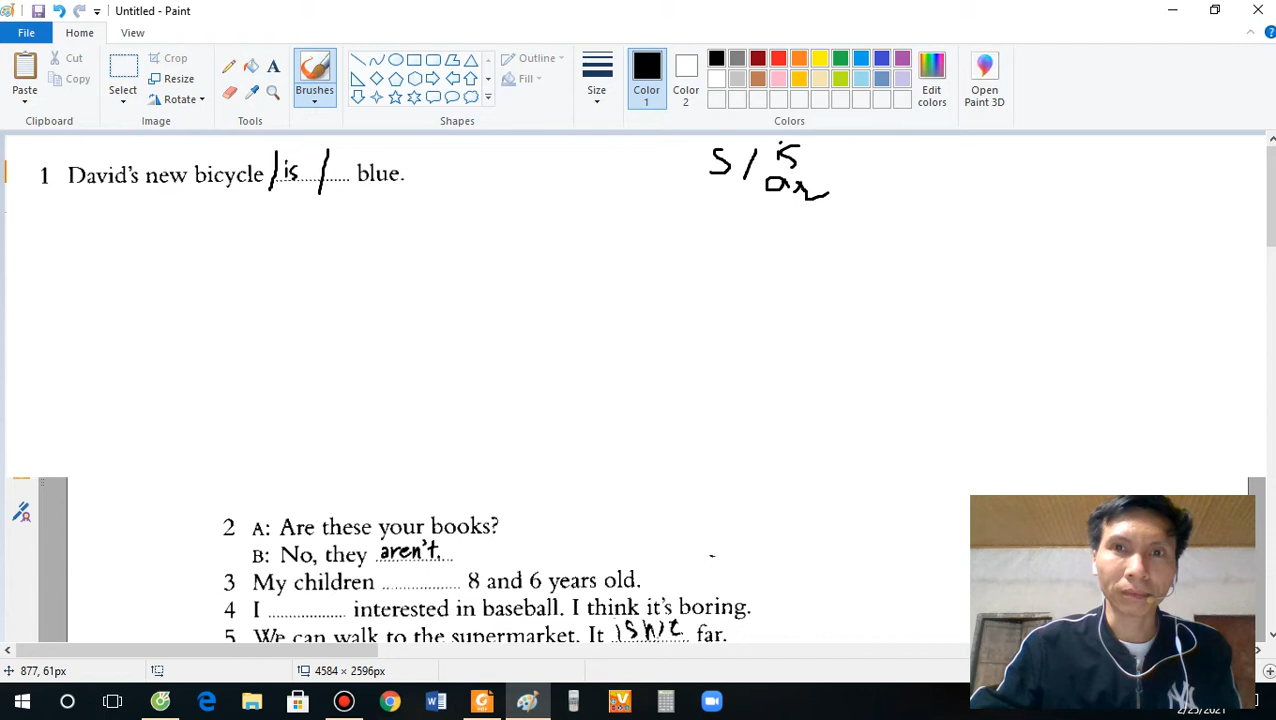 Untitled - Paint
File Home View
Paste Cut Copy Clipboard
Select Crop Resize Rotate Image
Tools
Brushes
Shapes Outline Fill
Size
Color 1 Color 2 Colors
Edit colors
Open Paint 3D
1 David's new bicycle / is / blue.
S / is
2 A: Are these your books?
B: No, they aren't.
3 My children .............. 8 and 6 years old.
4 I .............. interested in baseball. I think it's boring.
5 We can walk to the supermarket. It isn't far.
877, 61px 4584 × 2596px
2/23/2021